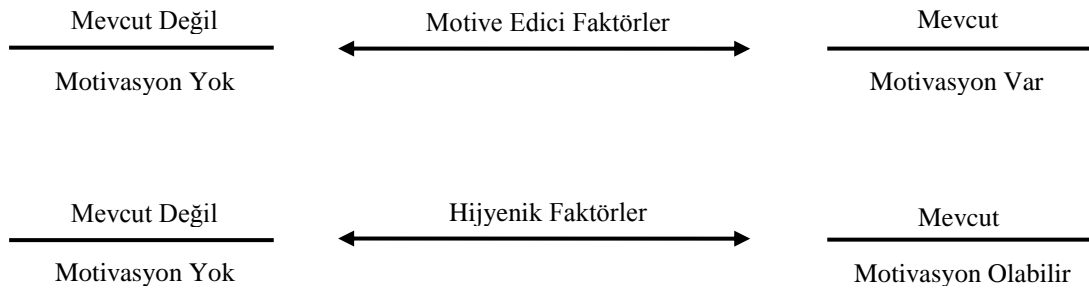 Mevcut Değil
Motive Edici Faktörler
Mevcut
Motivasyon Yok
Motivasyon Var
Mevcut Değil
Hijyenik Faktörler
Mevcut
Motivasyon Yok
Motivasyon Olabilir